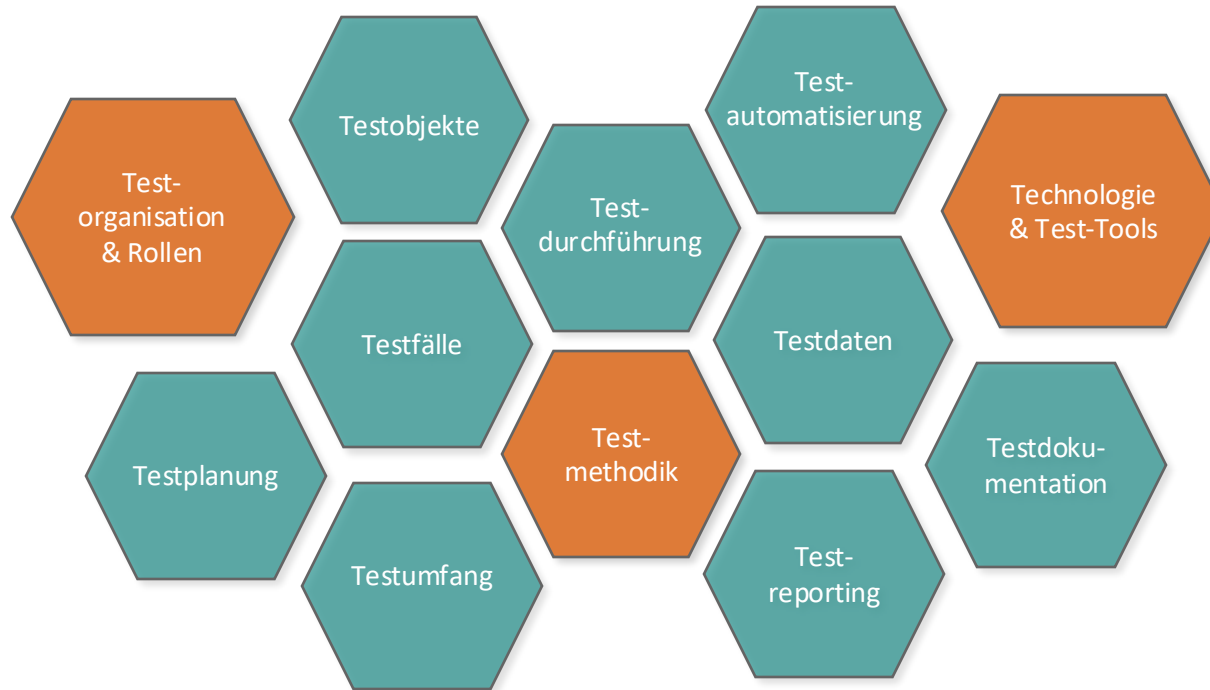 Testobjekte
Test-
automatisierung
Test-
organisation
& Rollen
Test-
durchführung
Technologie
& Test-Tools
Testfälle
Testdaten
Testplanung
Test-
methodik
Testdoku-
mentation
Testumfang
Test-
reporting